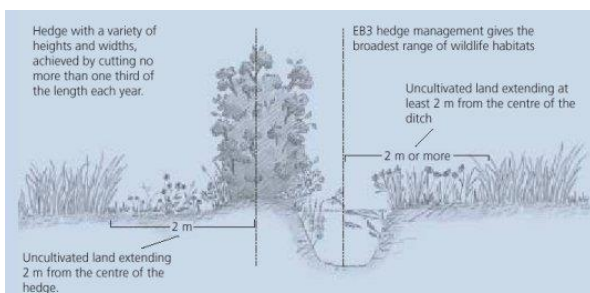 Hedge with a variety of
heights and widths,
achieved by cutting no
more than one third of
the length each year.
EB3 hedge management gives the
broadest range of wildlife habitats
Uncultivated land extending at
least 2 m from the centre of the
ditch
2 m or more
2 m
Uncultivated land extending
2 m from the centre of the
hedge.